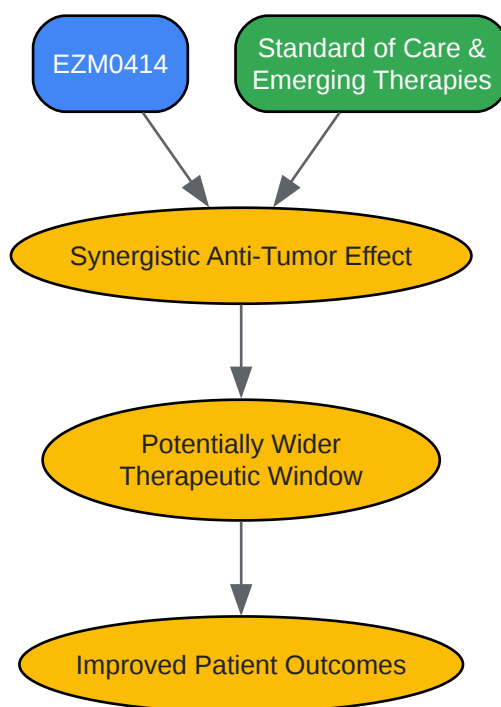 EZM0414
Standard of Care &
Emerging Therapies
Synergistic Anti-Tumor Effect
Potentially Wider
Therapeutic Window
Improved Patient Outcomes